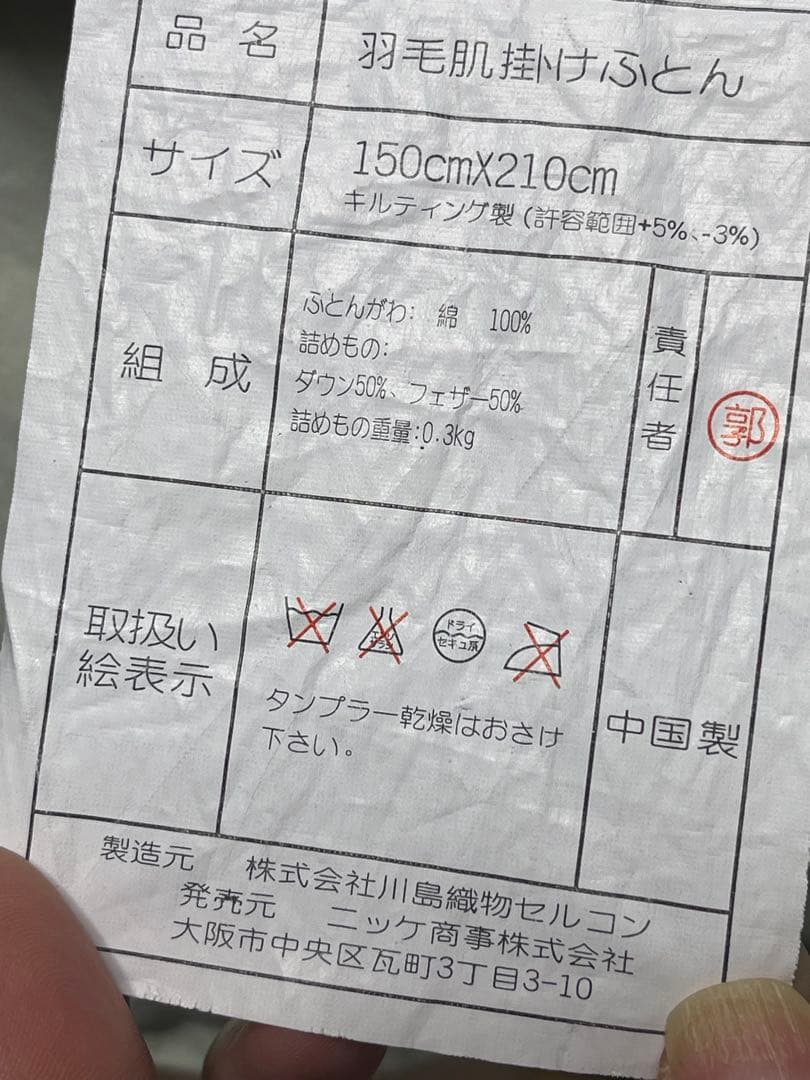 品名 羽毛肌掛けふとん
サイズ 150cmX210cm
キルティング製(許容範囲+5%、-3%)
組成
ふとんがわ: 綿 100%
詰めもの:
ダウン50%、フェザー50%
詰めもの重量:0.3kg
責任者
郭
取扱い
絵表示
エンソ
サラシ
ドライ
セキユ系
タンブラー乾燥はおさけ
下さい。
中国製
製造元 株式会社川島織物セルコン
発売元 ニッケ商事株式会社
大阪市中央区瓦町3丁目3-10